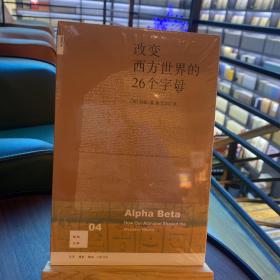 改变
西方世界的
26个字母
04
Alpha Beta
How Our Alphabet Shaped the
Western World